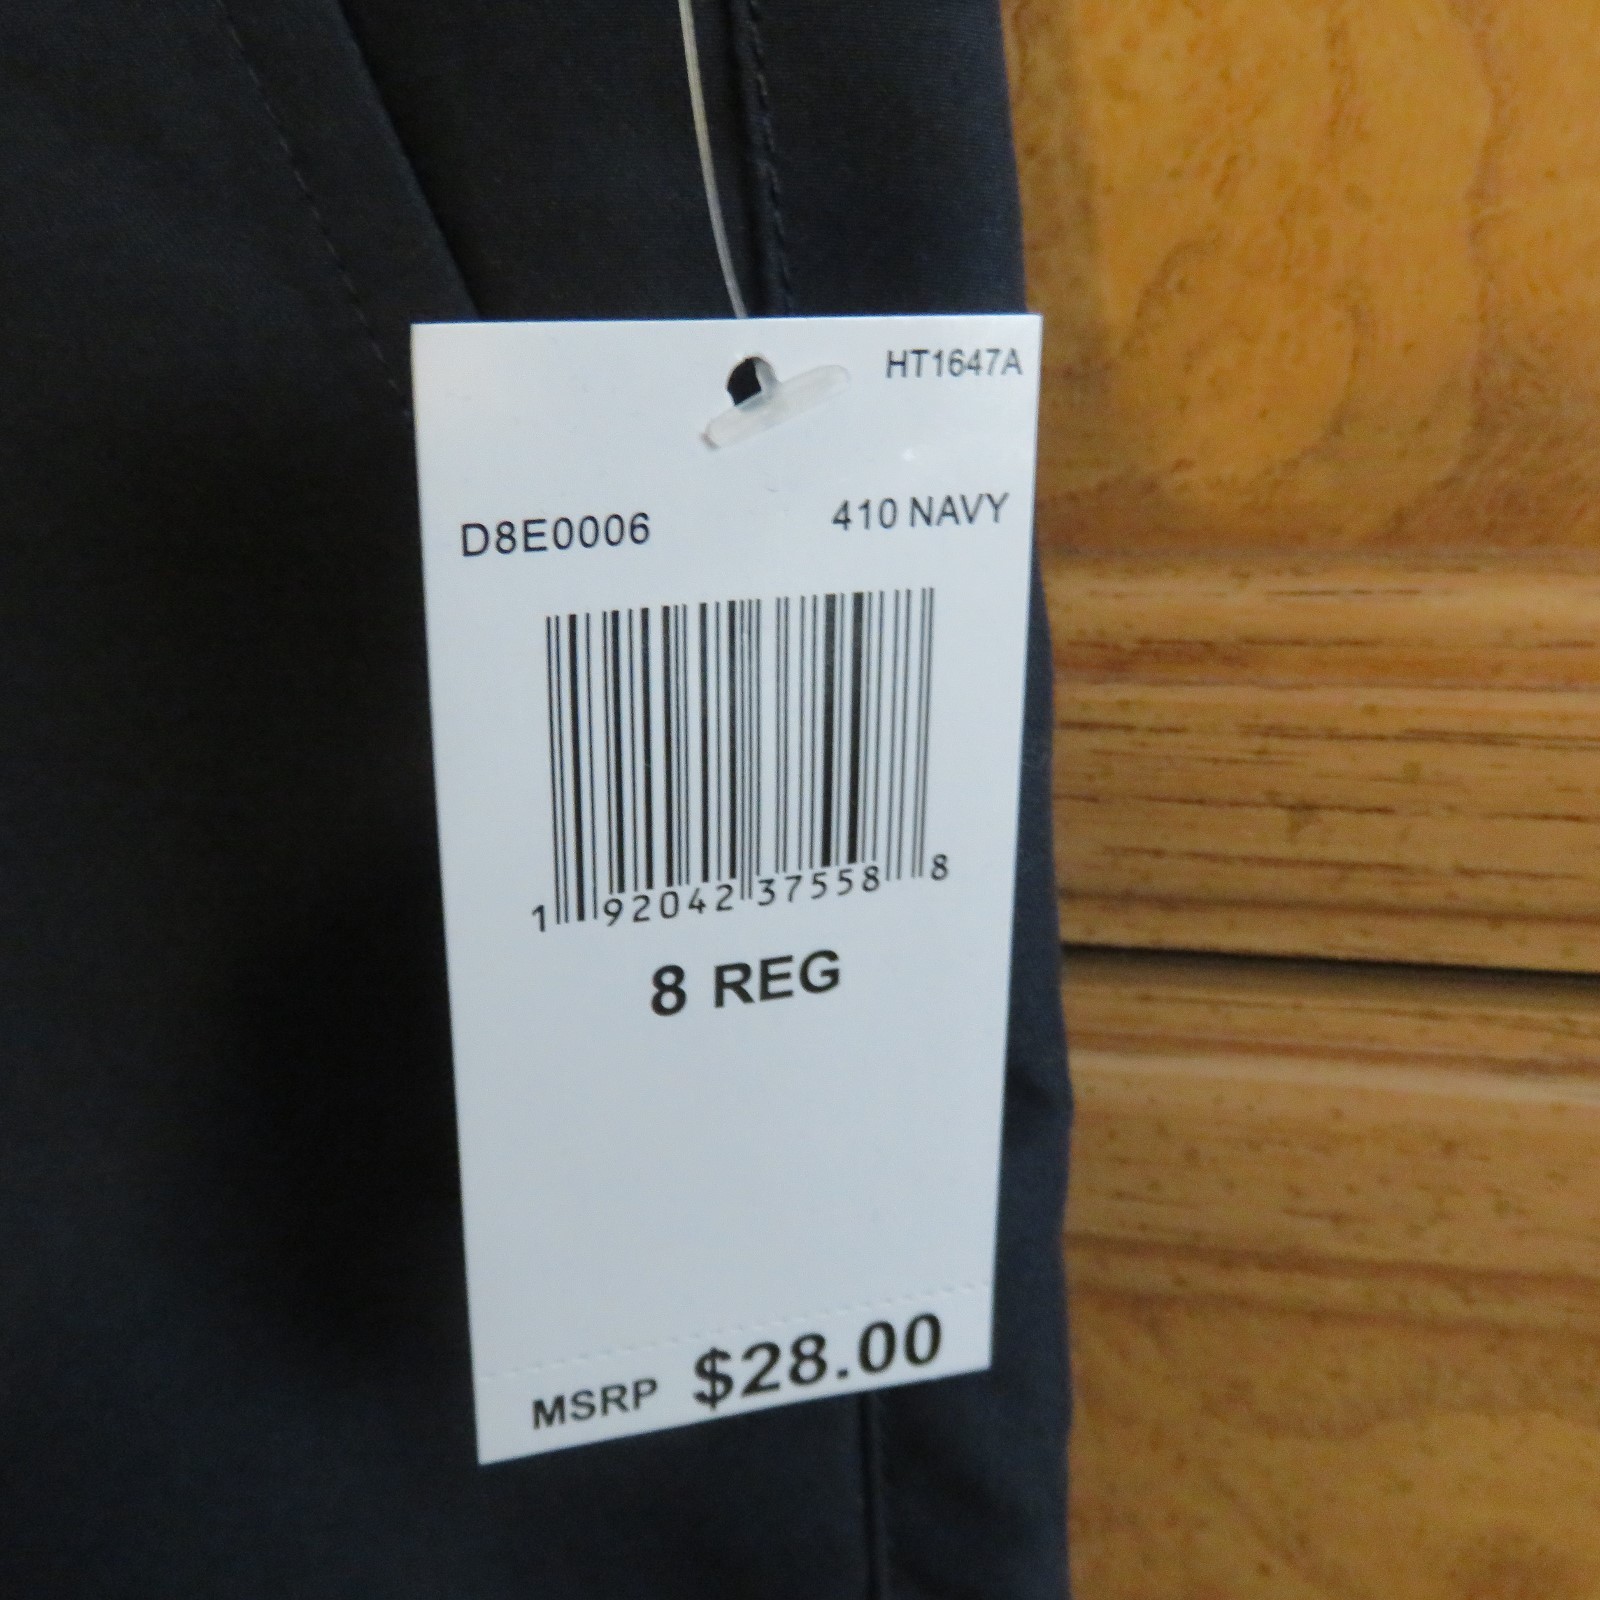 HT1647A
D8E0006 410 NAVY
1 92042 37558 8
8 REG
MSRP $28.00